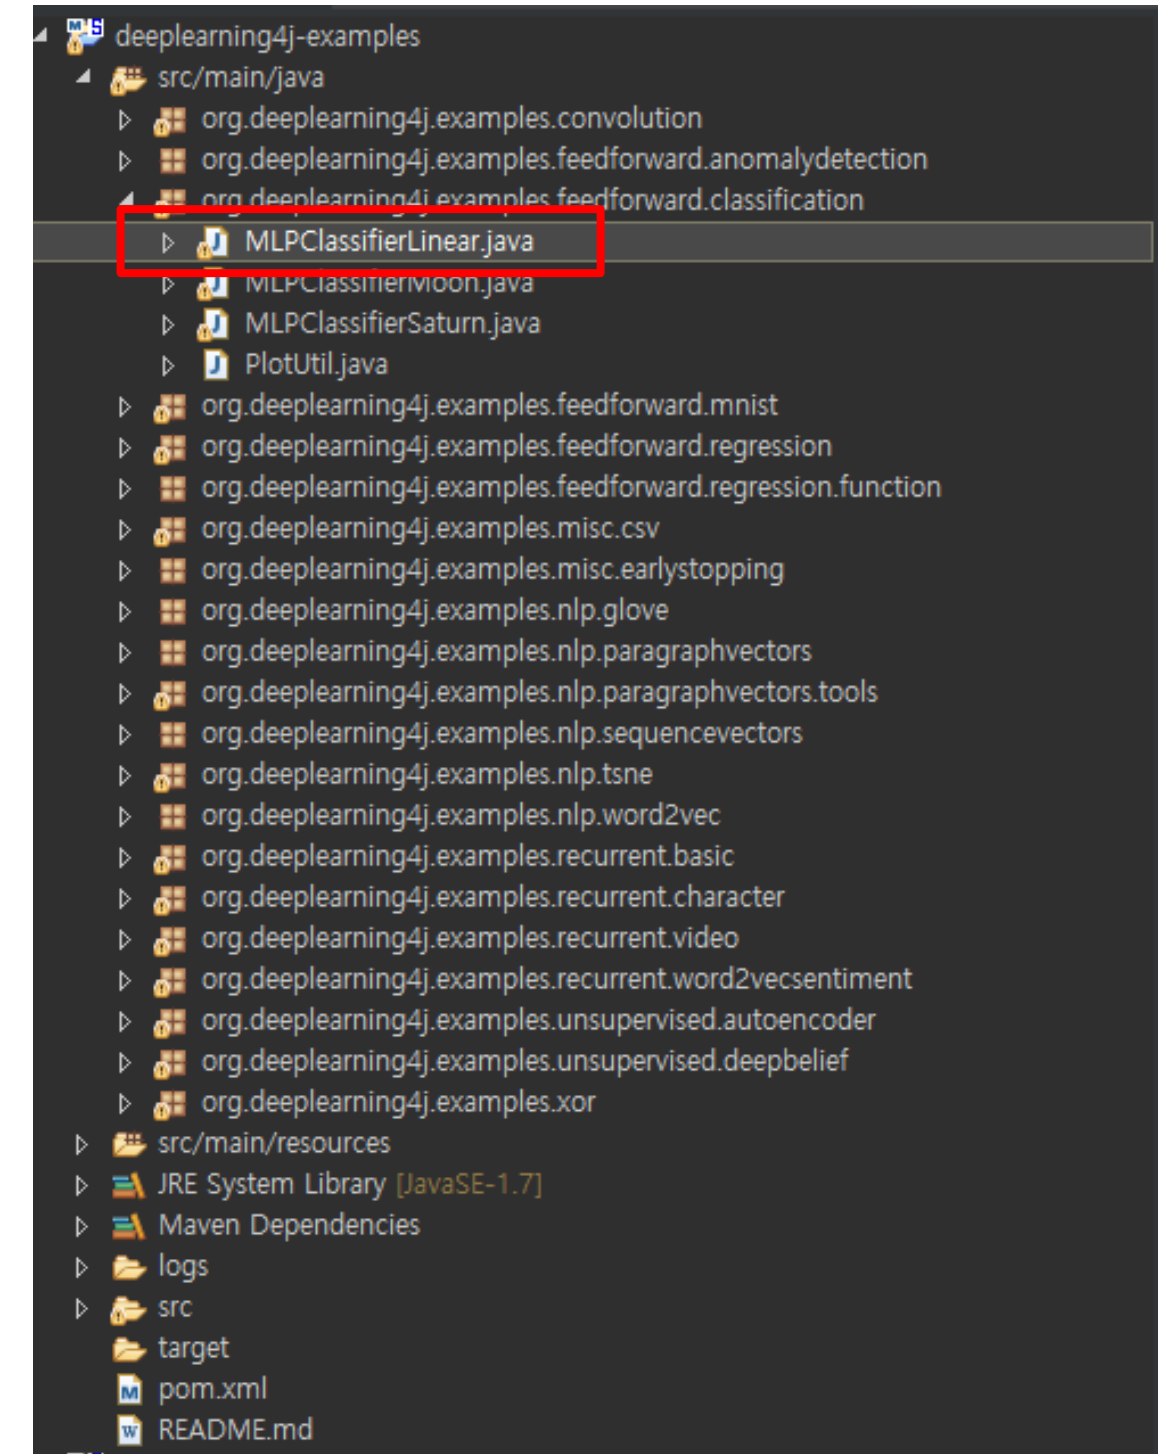 deeplearning4j-examples
src/main/java
org.deeplearning4j.examples.convolution
org.deeplearning4j.examples.feedforward.anomalydetection
org.deeplearning4j.examples.feedforward.classification
MLPClassifierLinear.java
MLPClassifierMoon.java
MLPClassifierSaturn.java
PlotUtil.java
org.deeplearning4j.examples.feedforward.mnist
org.deeplearning4j.examples.feedforward.regression
org.deeplearning4j.examples.feedforward.regression.function
org.deeplearning4j.examples.misc.csv
org.deeplearning4j.examples.misc.earlystopping
org.deeplearning4j.examples.nlp.glove
org.deeplearning4j.examples.nlp.paragraphvectors
org.deeplearning4j.examples.nlp.paragraphvectors.tools
org.deeplearning4j.examples.nlp.sequencevectors
org.deeplearning4j.examples.nlp.tsne
org.deeplearning4j.examples.nlp.word2vec
org.deeplearning4j.examples.recurrent.basic
org.deeplearning4j.examples.recurrent.character
org.deeplearning4j.examples.recurrent.video
org.deeplearning4j.examples.recurrent.word2vecsentiment
org.deeplearning4j.examples.unsupervised.autoencoder
org.deeplearning4j.examples.unsupervised.deepbelief
org.deeplearning4j.examples.xor
src/main/resources
JRE System Library [JavaSE-1.7]
Maven Dependencies
logs
src
target
pom.xml
README.md